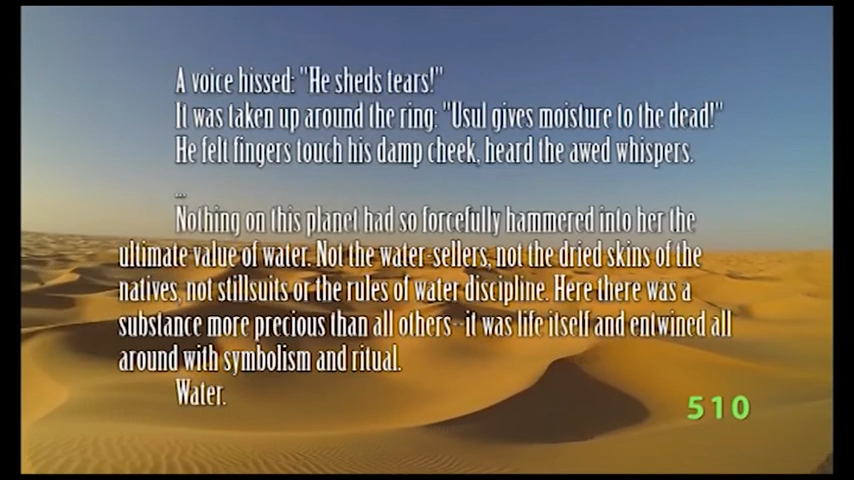 A voice hissed: "He sheds tears!"
It was taken up around the ring: "Usul gives moisture to the dead!"
He felt fingers touch his damp cheek, heard the awed whispers.
...
Nothing on this planet had so forcefully hammered into her the
ultimate value of water. Not the water-sellers, not the dried skins of the
natives, not stillsuits or the rules of water discipline. Here there was a
substance more precious than all others--it was life itself and entwined all
around with symbolism and ritual.
Water.
510